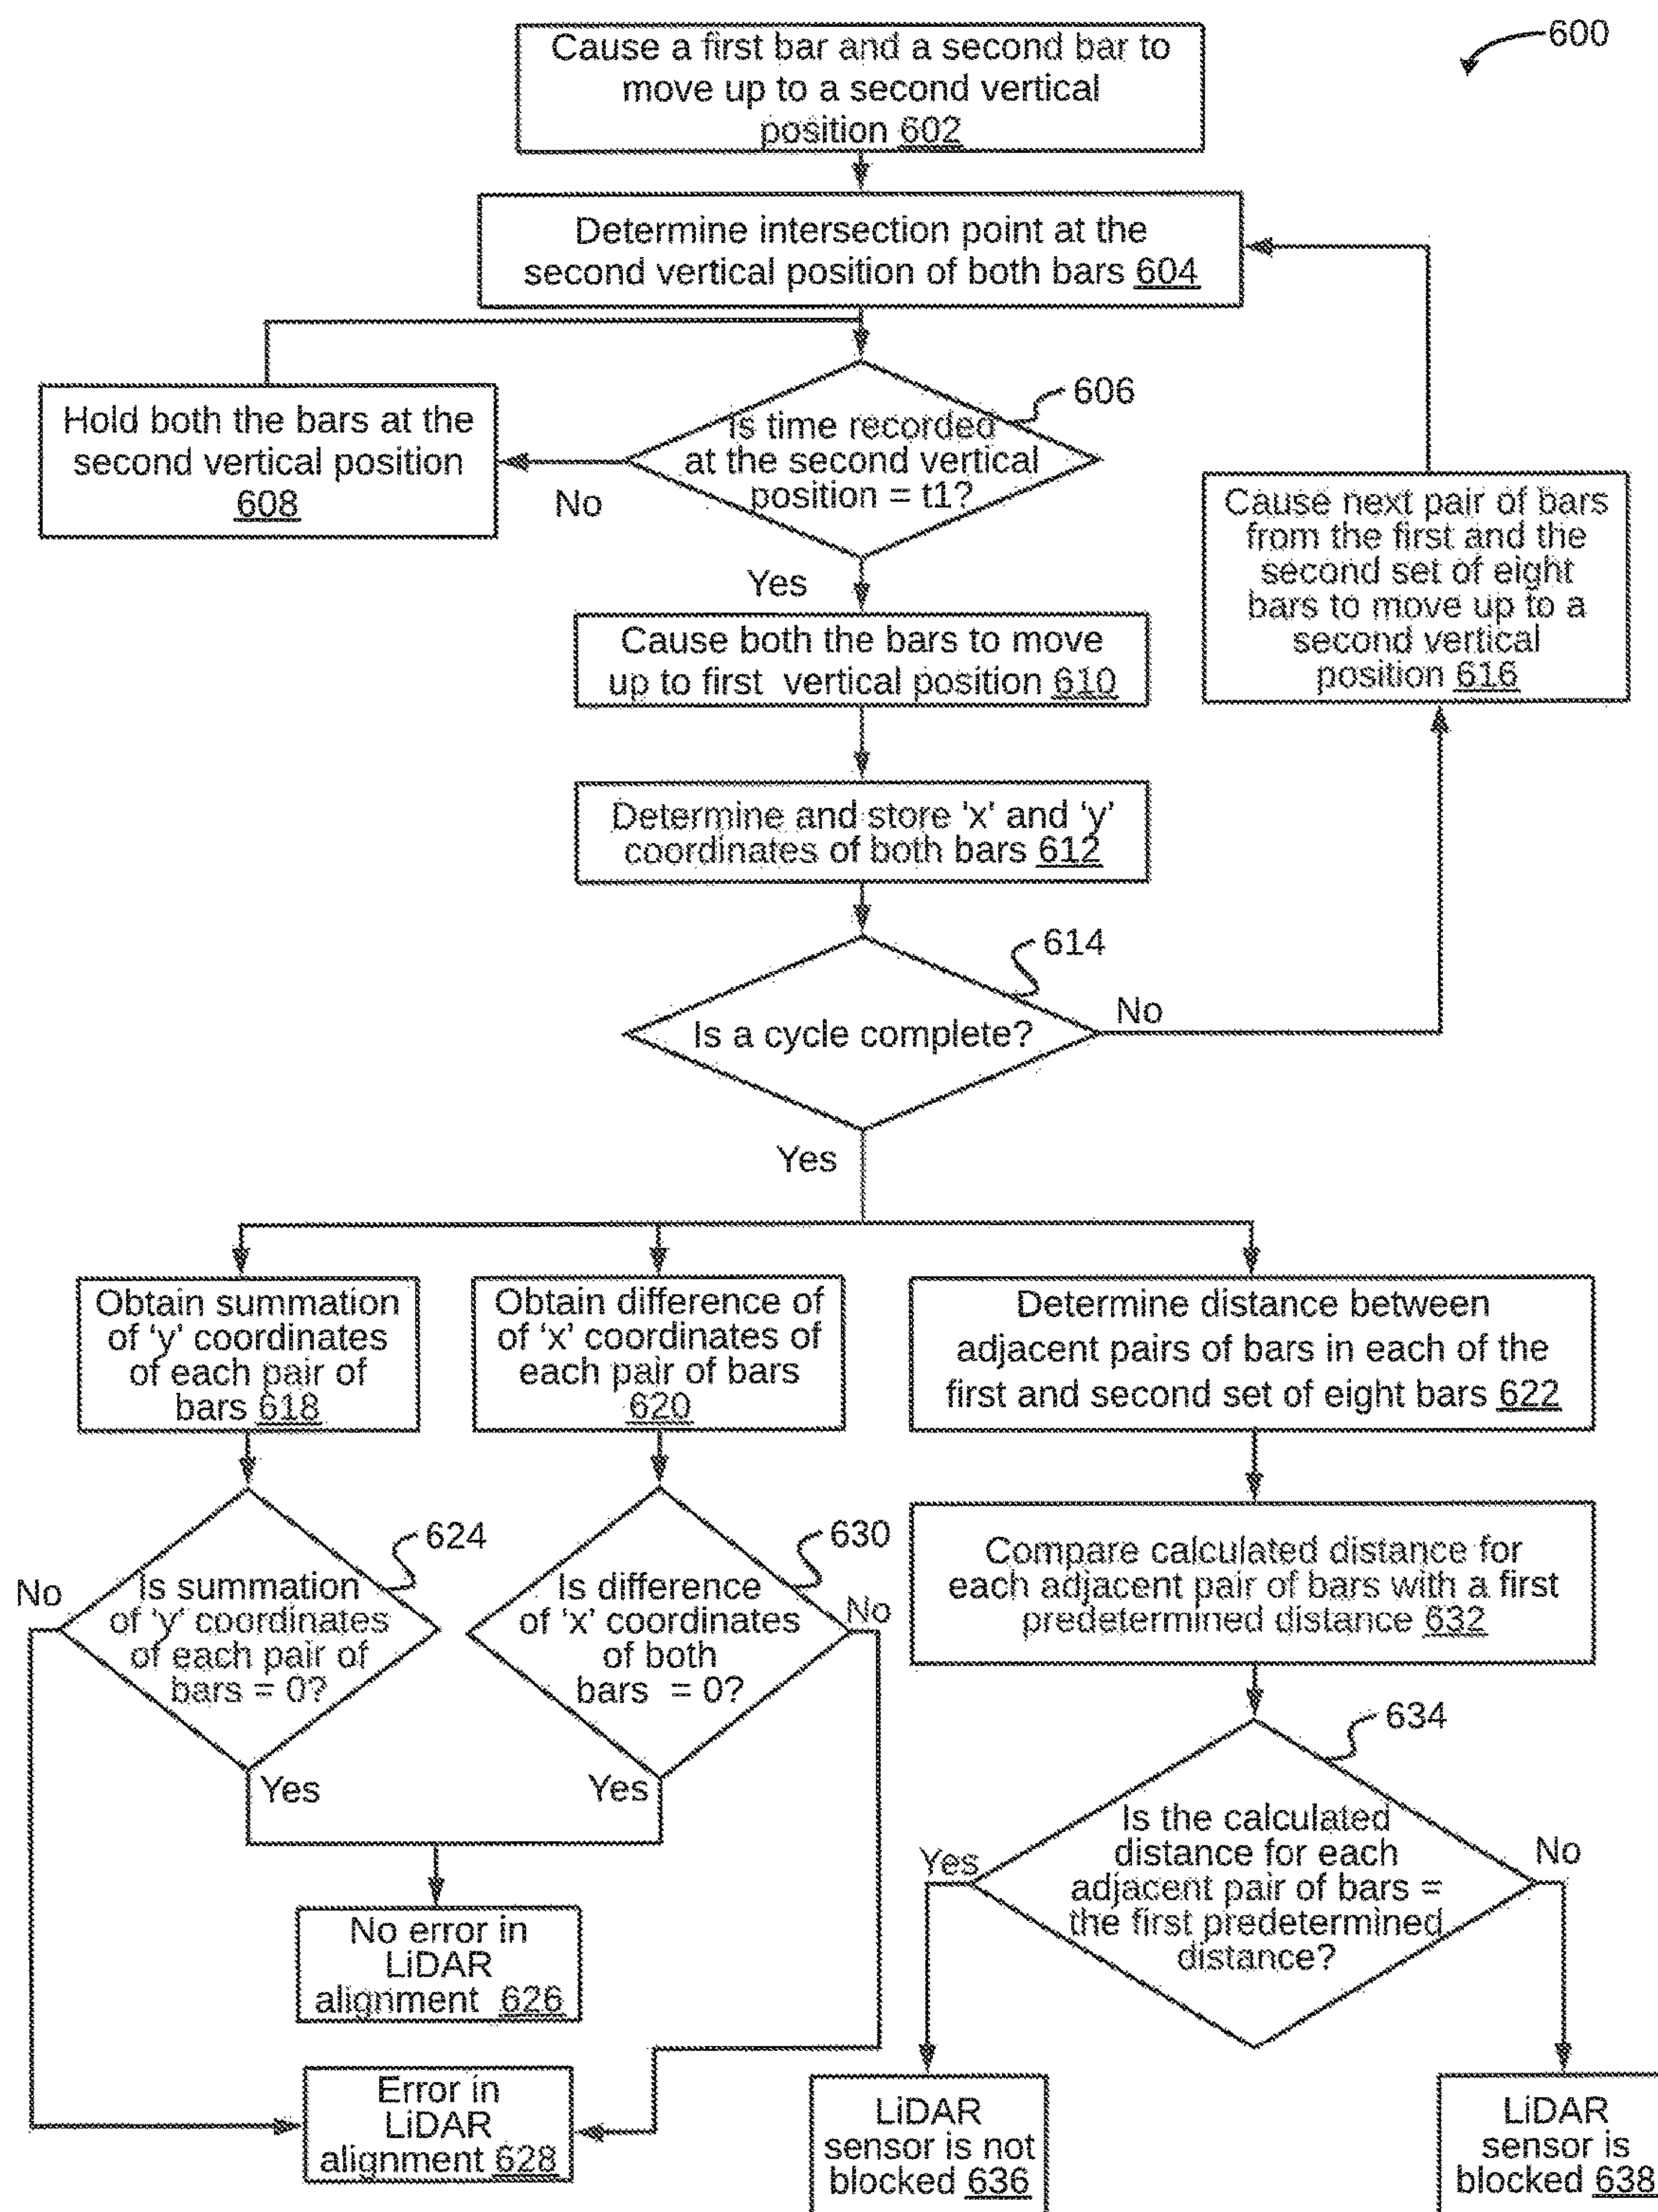 600
Cause a first bar and a second bar to
move up to a second vertical
position 602
Determine intersection point at the
second vertical position of both bars 604
606
Is time recorded
at the second vertical
position = t1?
Hold both the bars at the
second vertical position
608
No
Yes
Cause next pair of bars
from the first and the
second set of eight
bars to move up to a
second vertical
position 616
Cause both the bars to move
up to first  vertical position 610
Determine and store 'x' and ‘y’
coordinates of both bars 612
614
Is a cycle complete?
No
Yes
Obtain summation
of ‘y’ coordinates
of each pair of
bars 618
Obtain difference of
of ‘x’ coordinates of
each pair of bars
620
Determine distance between
adjacent pairs of bars in each of the
first and second set of eight bars 622
624
No
Is summation
of ‘y’ coordinates
of each pair of
bars = 0?
Yes
630
Is difference
of ‘x’ coordinates
of both
bars  = 0?
No
Yes
Compare calculated distance for
each adjacent pair of bars with a first
predetermined distance 632
634
Is the calculated
distance for each
adjacent pair of bars =
the first predetermined
distance?
Yes
No
No error in
LiDAR
alignment  626
Error in
LiDAR
alignment 628
LiDAR
sensor is not
blocked 636
LiDAR
sensor is
blocked 638